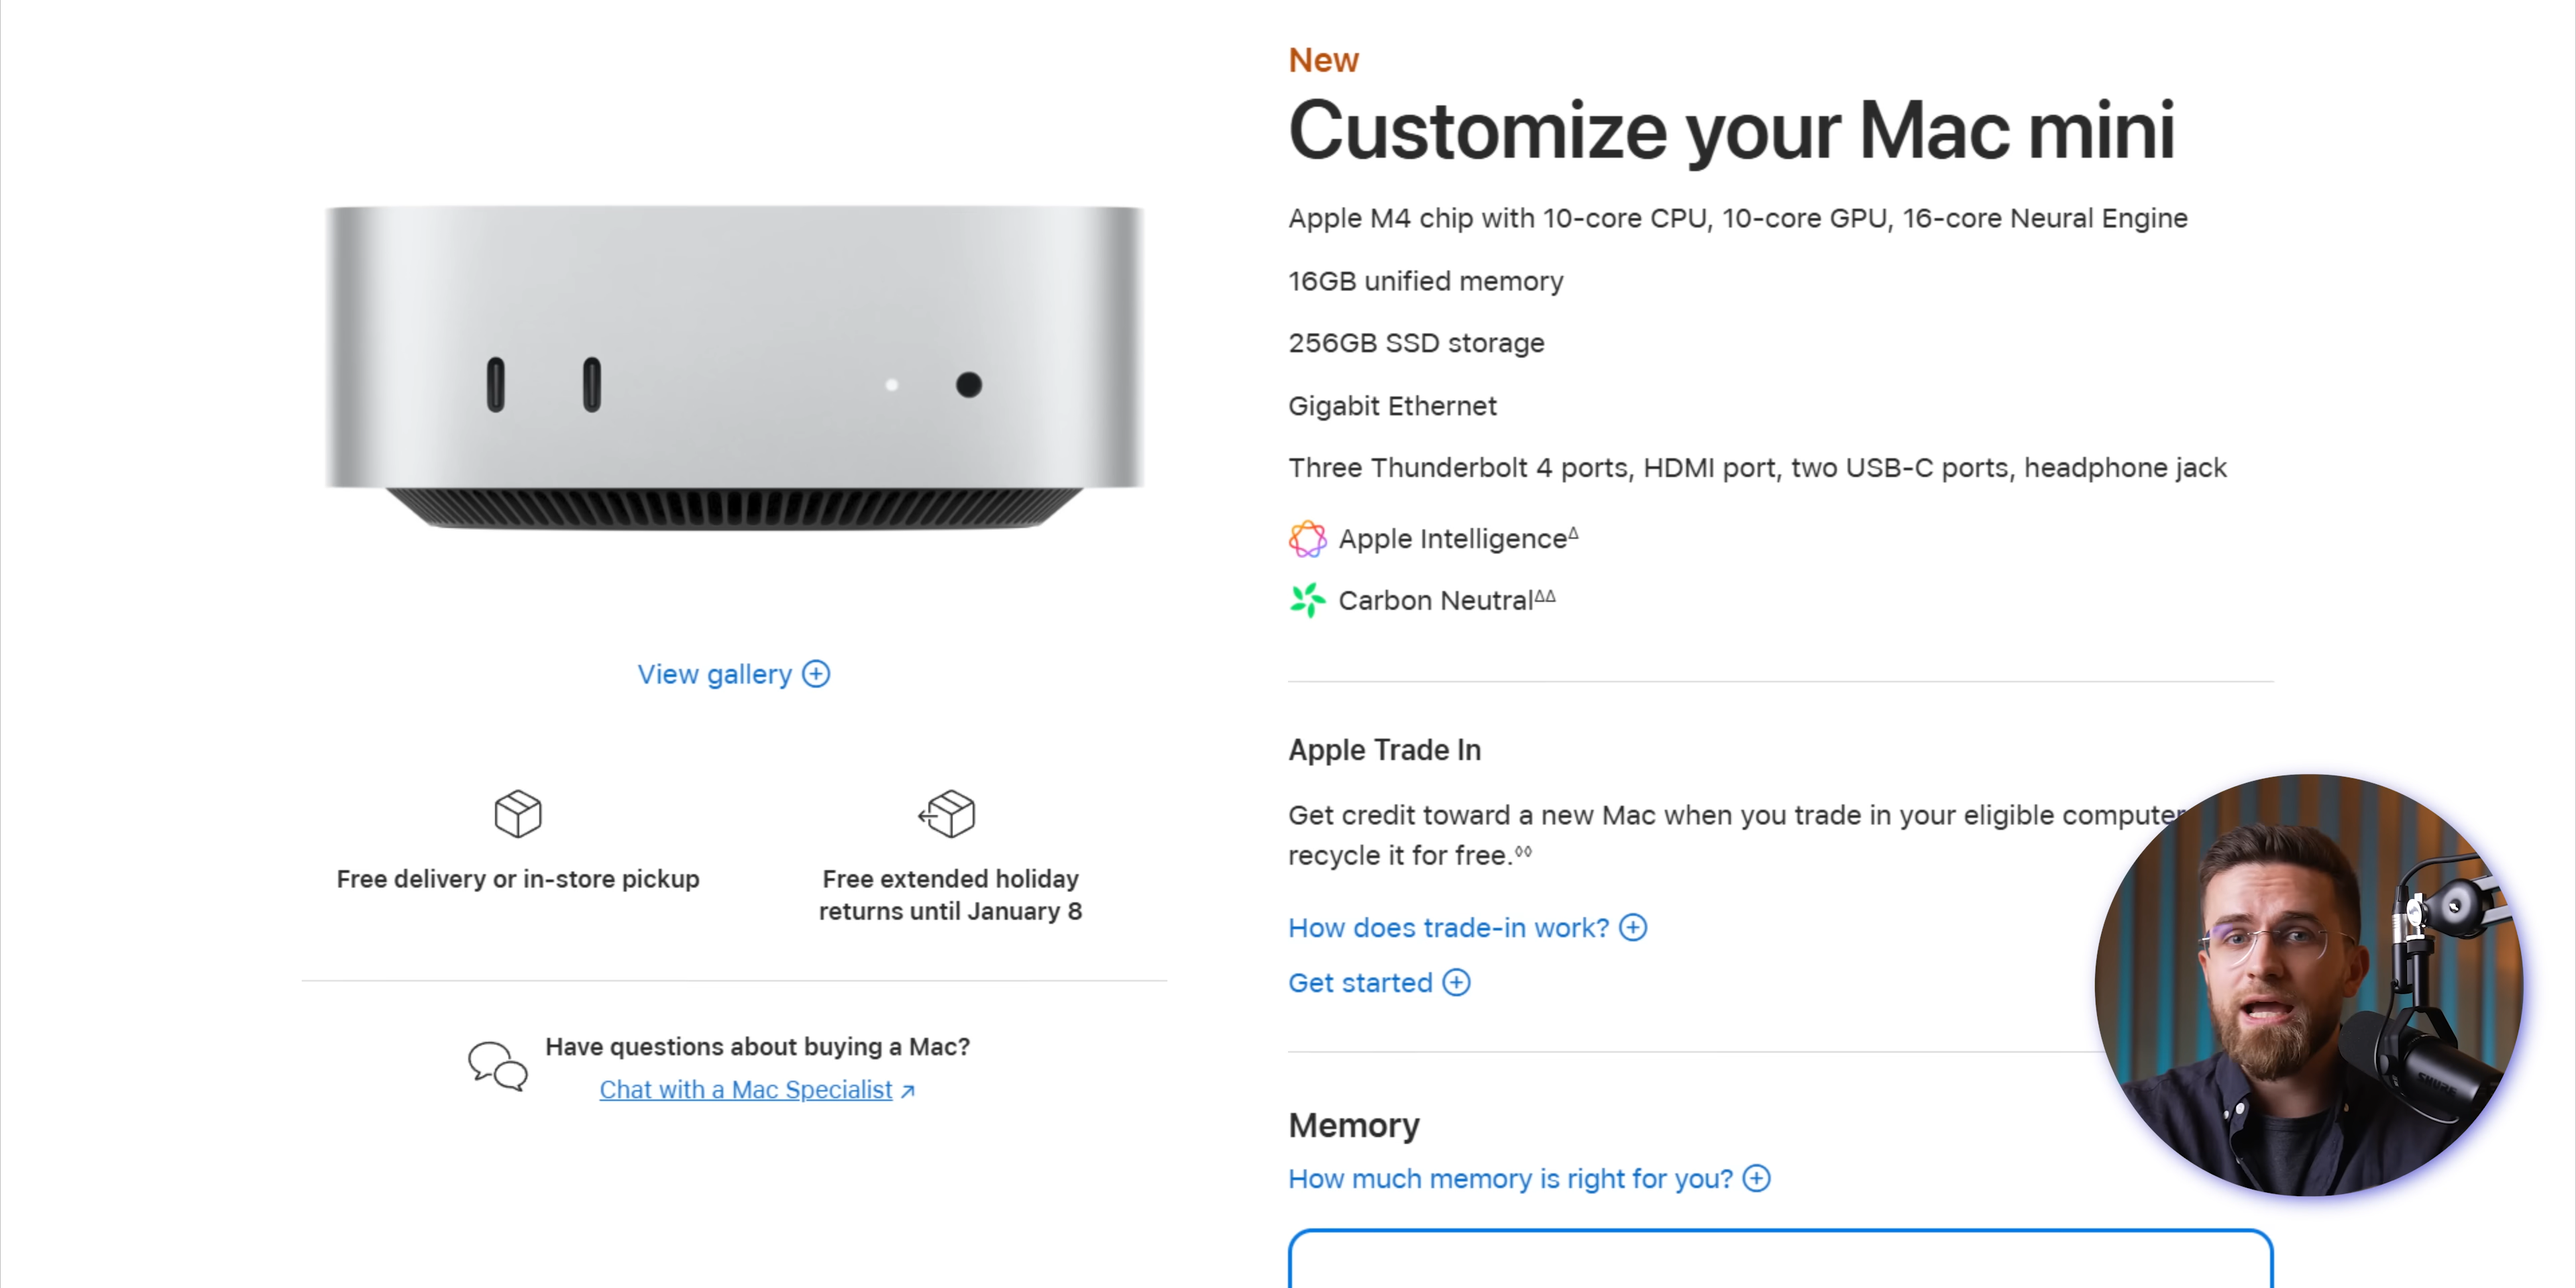 New
Customize your Mac mini
Apple M4 chip with 10-core CPU, 10-core GPU, 16-core Neural Engine
16GB unified memory
256GB SSD storage
Gigabit Ethernet
Three Thunderbolt 4 ports, HDMI port, two USB-C ports, headphone jack
Apple IntelligenceΔ
Carbon NeutralΔΔ
View gallery
Free delivery or in-store pickup
Free extended holiday
returns until January 8
Have questions about buying a Mac?
Chat with a Mac Specialist ↗
Apple Trade In
Get credit toward a new Mac when you trade in your eligible computer
recycle it for free.◊◊
How does trade-in work?
Get started
Memory
How much memory is right for you?
SHURE